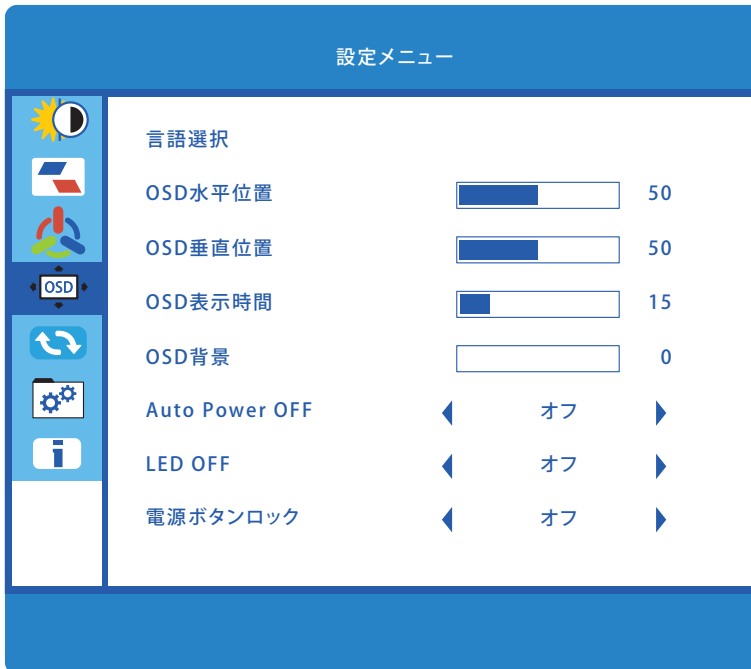 設定メニュー
言語選択
OSD水平位置 50
OSD垂直位置 50
OSD
OSD表示時間 15
OSD背景 0
Auto Power OFF オフ
i
LED OFF オフ
電源ボタンロック オフ